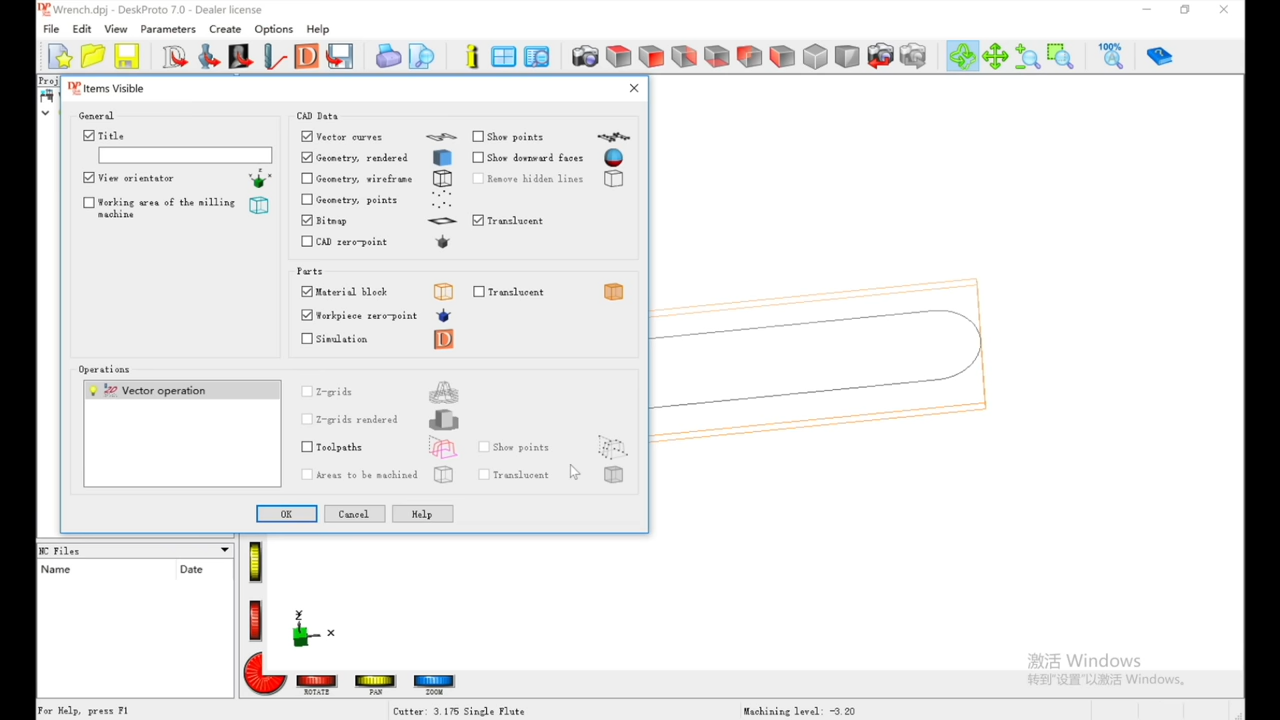 Wrench.dpj - DeskProto 7.0 - Dealer license
File Edit View Parameters Create Options Help
100%
Items Visible
General
Title
View orientator
Working area of the milling
machine
CAD Data
Vector curves
Show points
Geometry, rendered
Show downward faces
Geometry, wireframe
Remove hidden lines
Geometry, points
Bitmap
Translucent
CAD zero-point
Parts
Material block
Translucent
Workpiece zero-point
Simulation
Operations
Vector operation
Z-grids
Z-grids rendered
Toolpaths
Show points
Areas to be machined
Translucent
OK Cancel Help
NC Files
Name Date
ROTATE PAN ZOOM
激活 Windows
转到“设置”以激活 Windows。
For Help, press F1
Cutter: 3.175 Single Flute
Machining level: -3.20